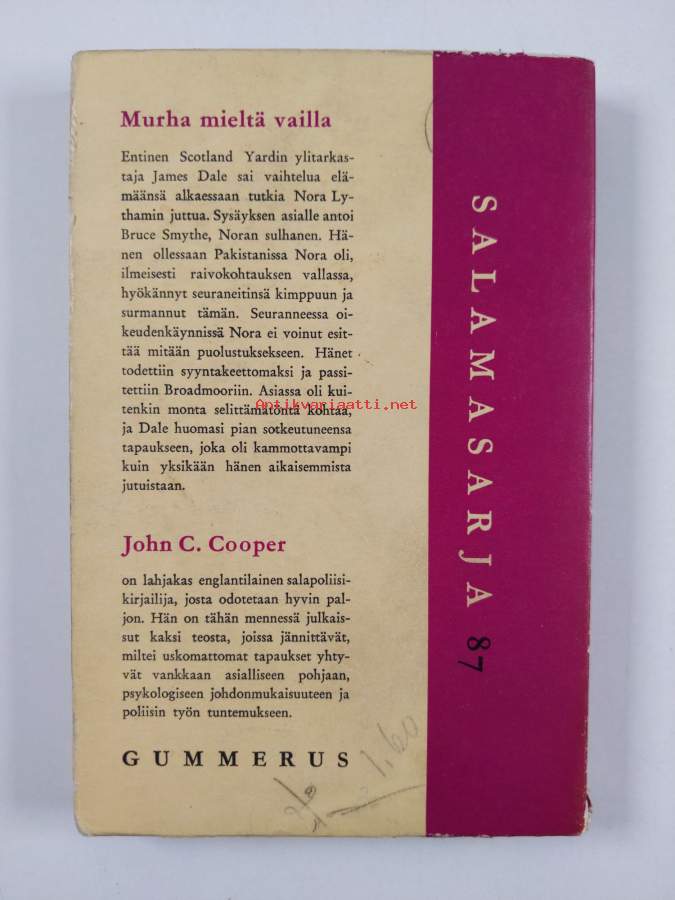 Murha mieltä vailla
Entinen Scotland Yardin ylitarkas-
taja James Dale sai vaihtelua elä-
määnsä alkaessaan tutkia Nora Ly-
thamin juttua. Sysäyksen asialle antoi
Bruce Smythe, Noran sulhanen. Hä-
nen ollessaan Pakistanissa Nora oli,
ilmeisesti raivokohtauksen vallassa,
hyökännyt seuraneitinsä kimppuun ja
surmannut tämän. Seuranneessa oi-
keudenkäynnissä Nora ei voinut esit-
tää mitään puolustuksekseen. Hänet
todettiin syyntakeettomaksi ja passi-
tettiin Broadmooriin. Asiassa oli kui-
tenkin monta selittämätöntä kohtaa,
ja Dale huomasi pian sotkeutuneensa
tapaukseen, joka oli kammottavampi
kuin yksikään hänen aikaisemmista
jutuistaan.
John C. Cooper
on lahjakas englantilainen salapoliisi-
kirjailija, josta odotetaan hyvin pal-
jon. Hän on tähän mennessä julkais-
sut kaksi teosta, joissa jännittävät,
miltei uskomattomat tapaukset yhty-
vät vankkaan asialliseen pohjaan,
psykologiseen johdonmukaisuuteen ja
poliisin työn tuntemukseen.
GUMMERUS
1,60
SALAMASARJA 87
Antikvariaatti.net